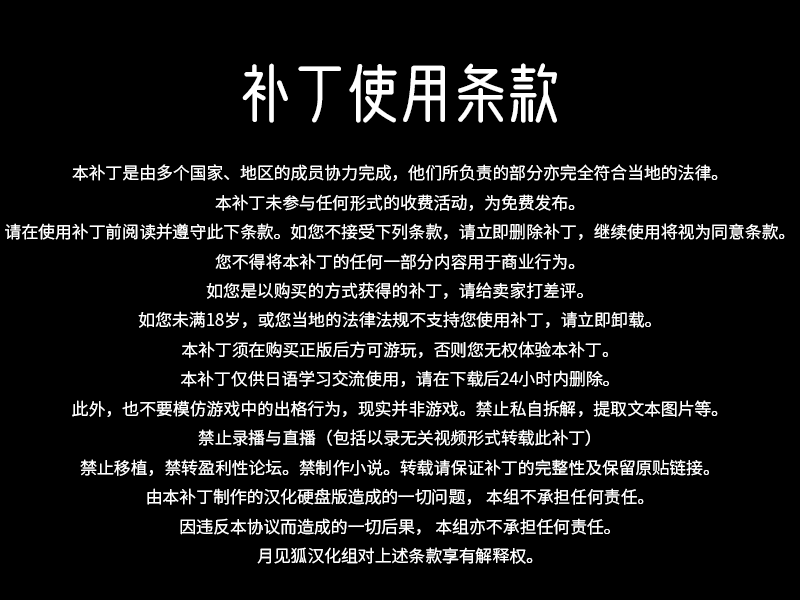 补丁使用条款
本补丁是由多个国家、地区的成员协力完成，他们所负责的部分亦完全符合当地的法律。
本补丁未参与任何形式的收费活动，为免费发布。
请在使用补丁前阅读并遵守此下条款。如您不接受下列条款，请立即删除补丁，继续使用将视为同意条款。
您不得将本补丁的任何一部分内容用于商业行为。
如您是以购买的方式获得的补丁，请给卖家打差评。
如您未满18岁，或您当地的法律法规不支持您使用补丁，请立即卸载。
本补丁须在购买正版后方可游玩，否则您无权体验本补丁。
本补丁仅供日语学习交流使用，请在下载后24小时内删除。
此外，也不要模仿游戏中的出格行为，现实并非游戏。禁止私自拆解，提取文本图片等。
禁止录播与直播（包括以录无关视频形式转载此补丁）
禁止移植，禁转盈利性论坛。禁制作小说。转载请保证补丁的完整性及保留原贴链接。
由本补丁制作的汉化硬盘版造成的一切问题， 本组不承担任何责任。
因违反本协议而造成的一切后果， 本组亦不承担任何责任。
月见狐汉化组对上述条款享有解释权。